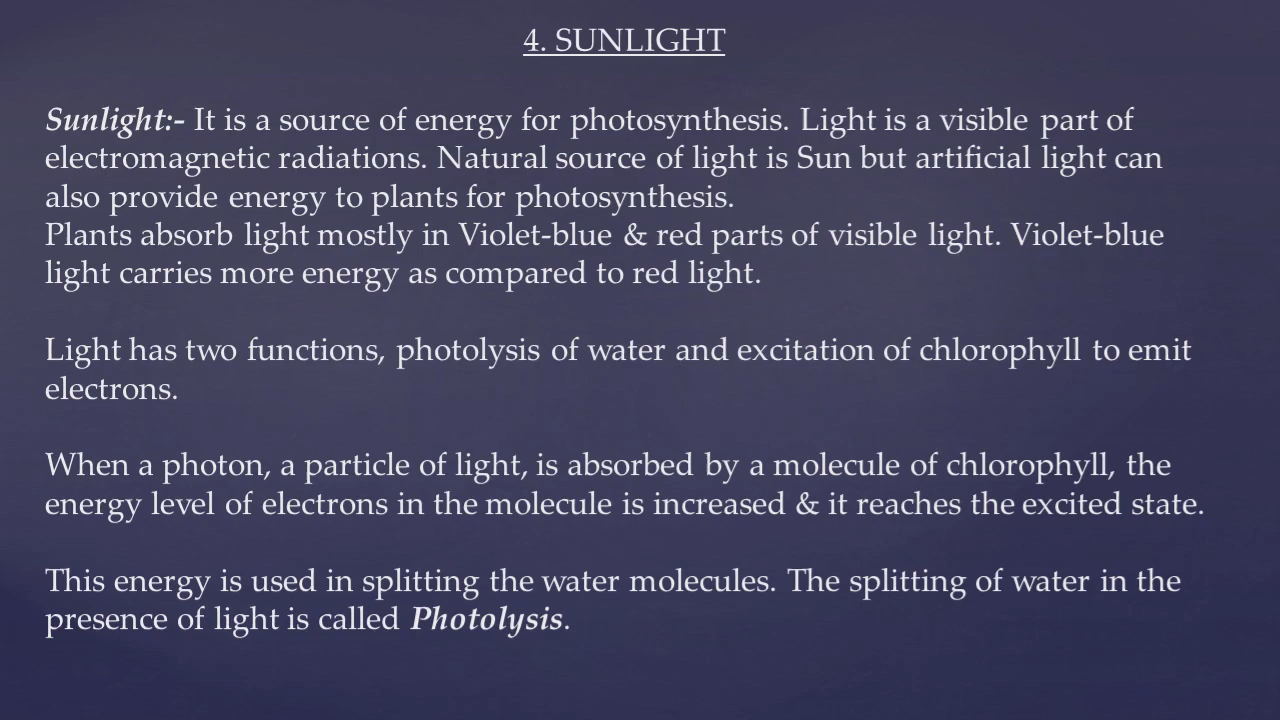 4. SUNLIGHT
Sunlight:- It is a source of energy for photosynthesis. Light is a visible part of
electromagnetic radiations. Natural source of light is Sun but artificial light can
also provide energy to plants for photosynthesis.
Plants absorb light mostly in Violet-blue & red parts of visible light. Violet-blue
light carries more energy as compared to red light.
Light has two functions, photolysis of water and excitation of chlorophyll to emit
electrons.
When a photon, a particle of light, is absorbed by a molecule of chlorophyll, the
energy level of electrons in the molecule is increased & it reaches the excited state.
This energy is used in splitting the water molecules. The splitting of water in the
presence of light is called Photolysis.